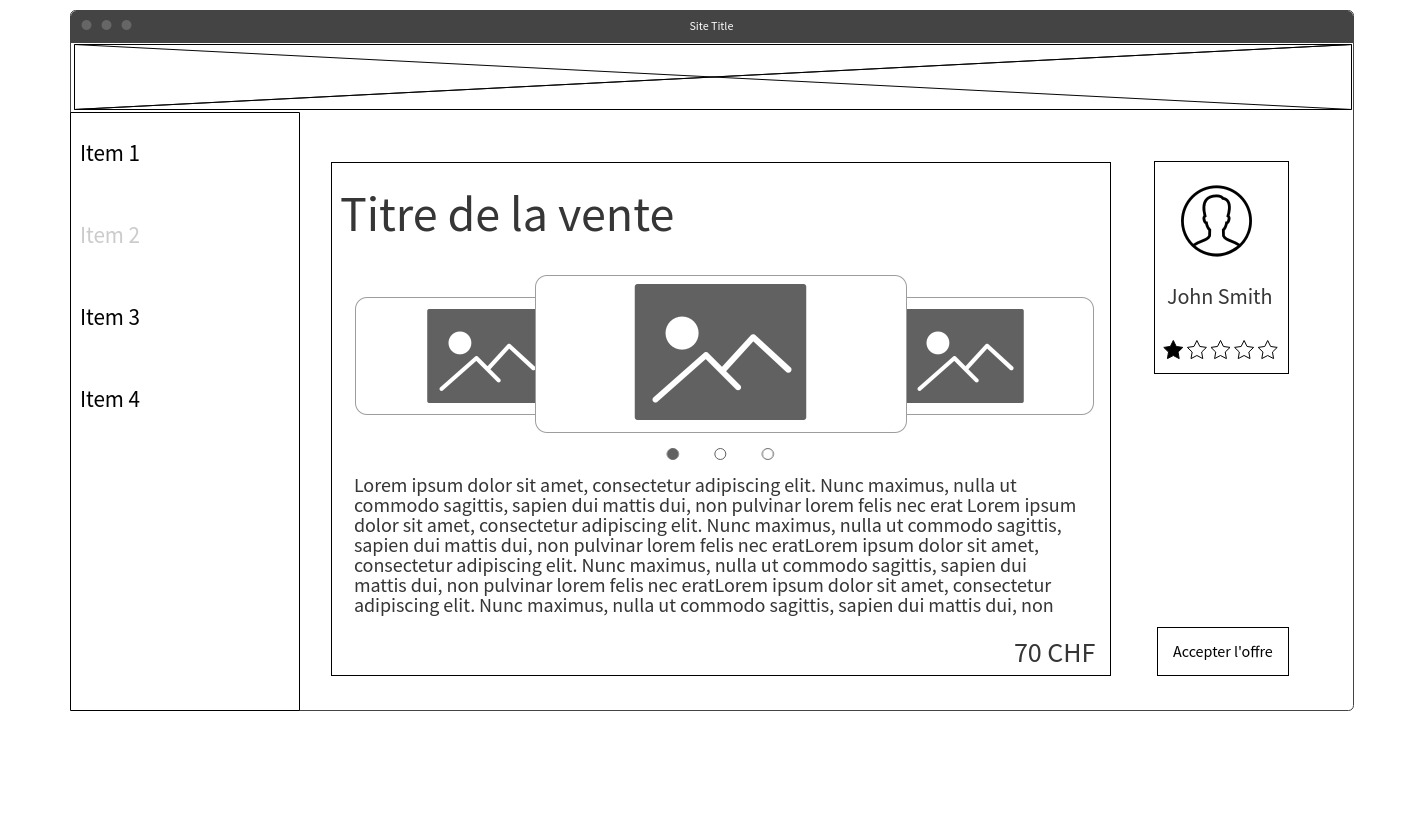 Site Title
Item 1
Item 2
Item 3
Item 4
Titre de la vente
Lorem ipsum dolor sit amet, consectetur adipiscing elit. Nunc maximus, nulla ut
commodo sagittis, sapien dui mattis dui, non pulvinar lorem felis nec erat Lorem ipsum
dolor sit amet, consectetur adipiscing elit. Nunc maximus, nulla ut commodo sagittis,
sapien dui mattis dui, non pulvinar lorem felis nec eratLorem ipsum dolor sit amet,
consectetur adipiscing elit. Nunc maximus, nulla ut commodo sagittis, sapien dui
mattis dui, non pulvinar lorem felis nec eratLorem ipsum dolor sit amet, consectetur
adipiscing elit. Nunc maximus, nulla ut commodo sagittis, sapien dui mattis dui, non
70 CHF
John Smith
Accepter l'offre